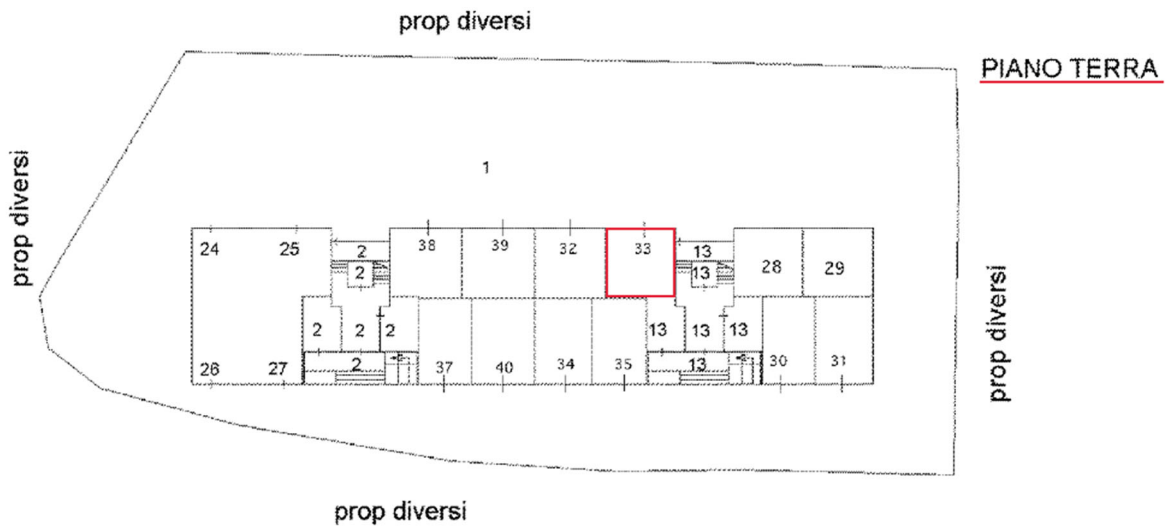 prop diversi
PIANO TERRA
prop diversi
1
24 25 2 38 39 32 33 13 28 29
2 13
prop diversi
2 2 2 13 13 13
26 27 2 37 40 34 35 13 30 31
prop diversi